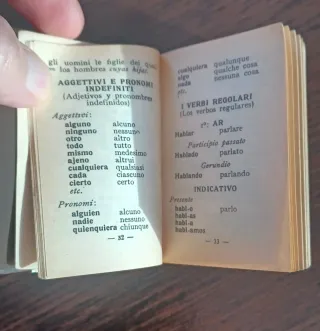 gli uomini le figlie dei quali
los hombres cuyas hijas
AGGETTIVI E PRONOMI
INDEFINITI
(Adjetivos y pronombres
indefinidos)
Aggettivi:
alguno alcuno
ninguno nessuno
otro altro
todo tutto
mismo medesimo
ajeno altrui
cualquiera qualsiasi
cada ciascuno
cierto certo
etc.
Pronomi:
alguien alcuno
nadie nessuno
quienquiera chiunque
— 32 —
cualquiera qualunque
algo qualche cosa
nada nessuna cosa
etc.
I VERBI REGOLARI
(Los verbos regulares)
AR
Hablar parlare
Participio passato
Hablado parlato
Gerundio
Hablando parlando
INDICATIVO
Presente
habl-o parlo
habl-as
habl-a
habl-amos